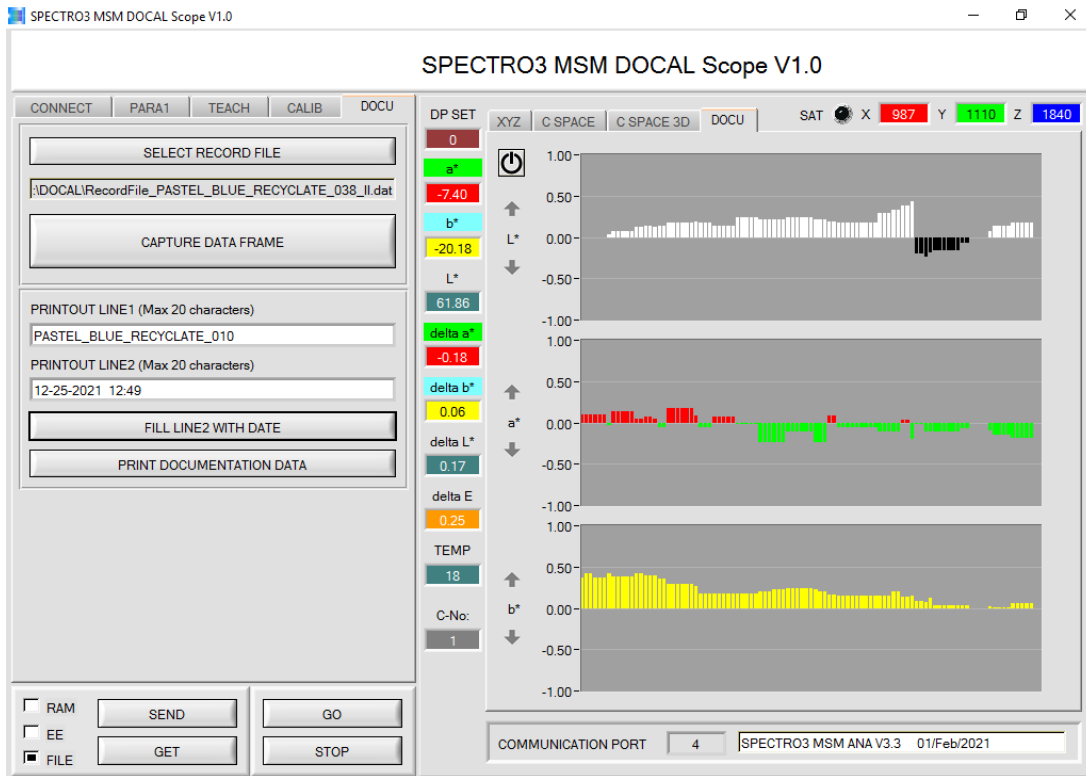 SPECTRO3 MSM DOCAL Scope V1.0
SPECTRO3 MSM DOCAL Scope V1.0
CONNECT PARA1 TEACH CALIB DOCU
SELECT RECORD FILE
:\DOCAL\RecordFile_PASTEL_BLUE_RECYCLATE_038_II.dat
CAPTURE DATA FRAME
PRINTOUT LINE1 (Max 20 characters)
PASTEL_BLUE_RECYCLATE_010
PRINTOUT LINE2 (Max 20 characters)
12-25-2021 12:49
FILL LINE2 WITH DATE
PRINT DOCUMENTATION DATA
RAM
EE
FILE
SEND
GET
GO
STOP
DP SET
0
a*
-7.40
b*
-20.18
L*
61.86
delta a*
-0.18
delta b*
0.06
delta L*
0.17
delta E
0.25
TEMP
18
C-No:
1
XYZ C SPACE C SPACE 3D DOCU
SAT X 987 Y 1110 Z 1840
1.00
0.50
L*
0.00
-0.50
-1.00
1.00
0.50
a*
0.00
-0.50
-1.00
1.00
0.50
b*
0.00
-0.50
-1.00
COMMUNICATION PORT 4 SPECTRO3 MSM ANA V3.3 01/Feb/2021